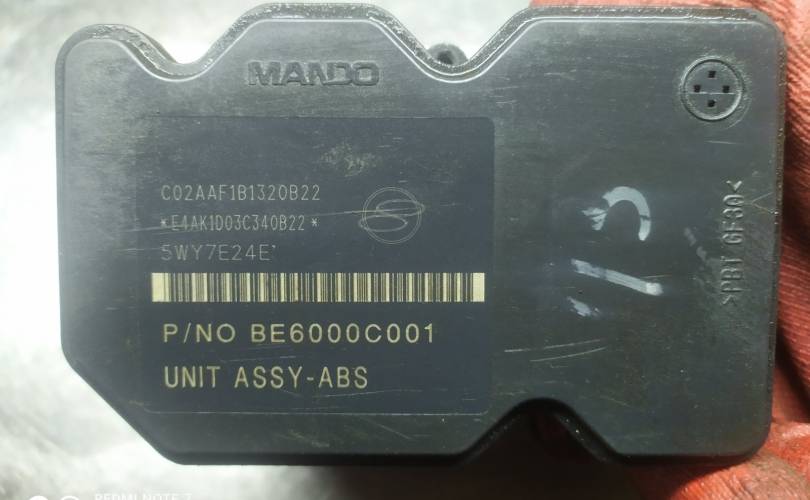 MANDO
C02AAF1B1320B22
*E4AK1D03C340B22*
5WY7E24E
P/NO BE6000C001
UNIT ASSY-ABS
>PBT GF30<
REDMI NOTE 7